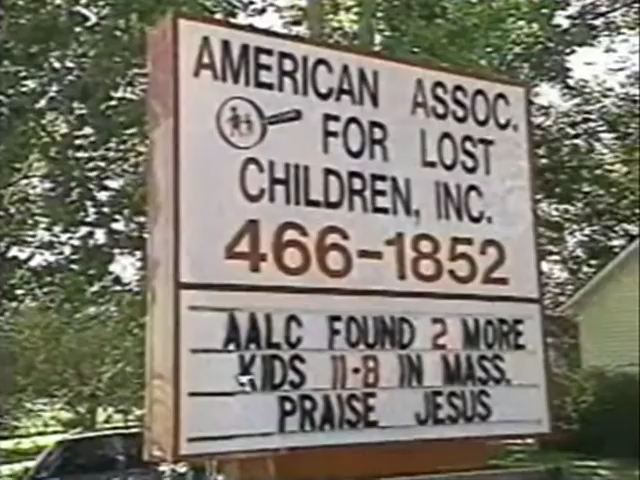 AMERICAN ASSOC.
FOR LOST
CHILDREN, INC.
466-1852
AALC FOUND 2 MORE
KIDS 11-8 IN MASS.
PRAISE JESUS